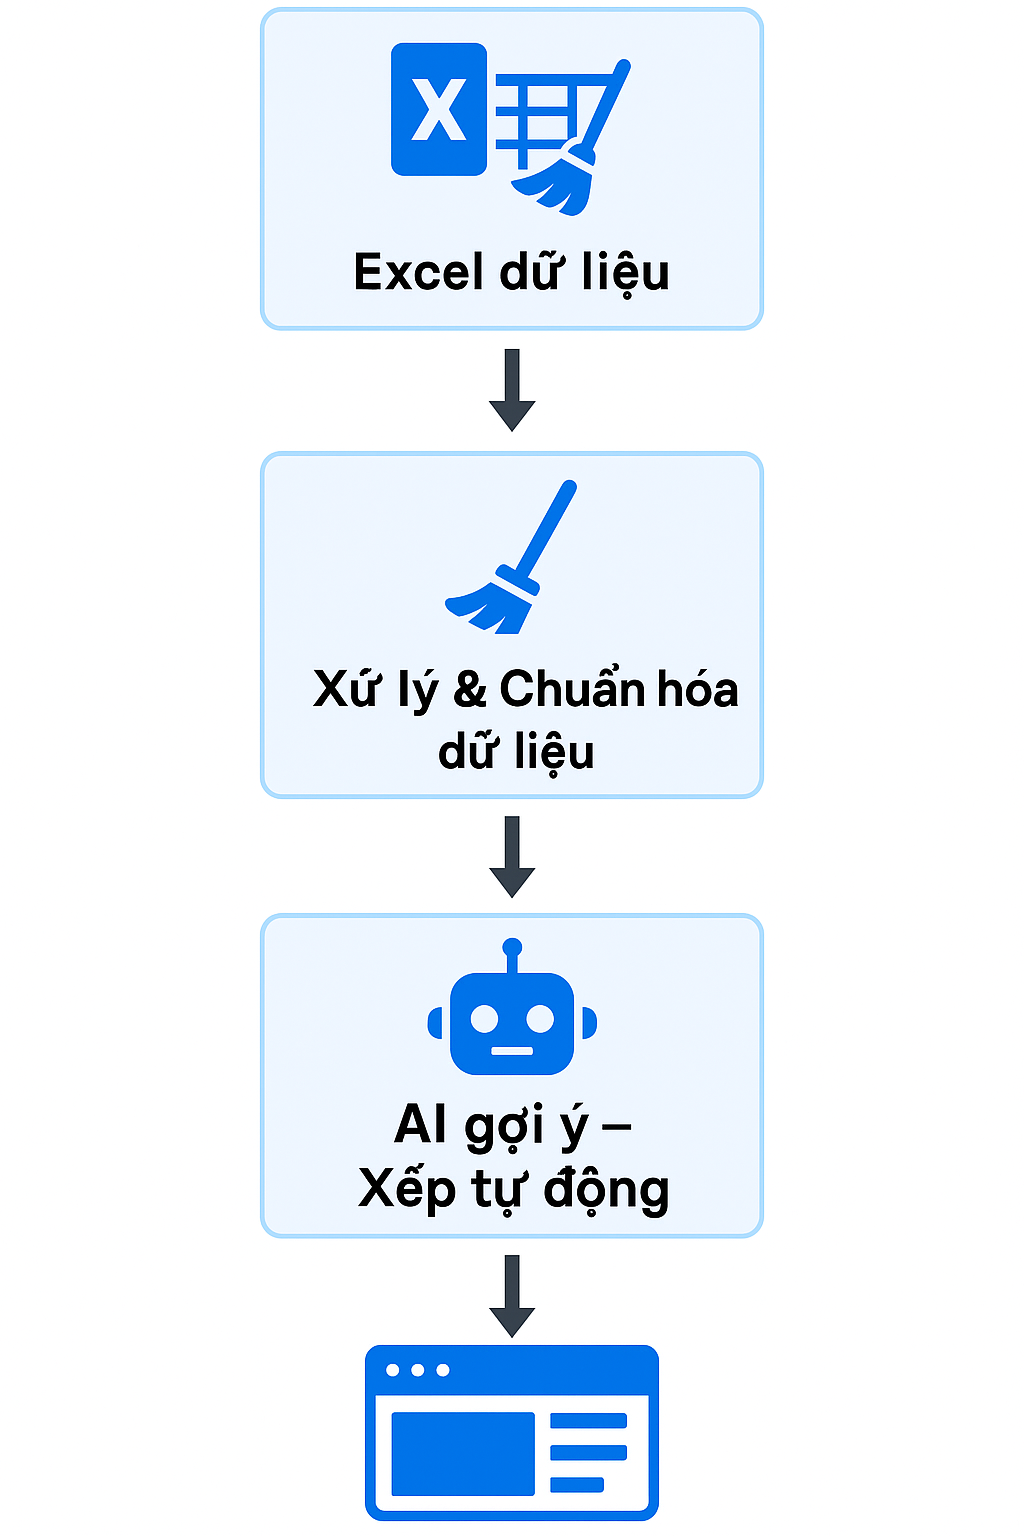 X
Excel dữ liệu
Xử lý & Chuẩn hóa
dữ liệu
AI gợi ý –
Xếp tự động